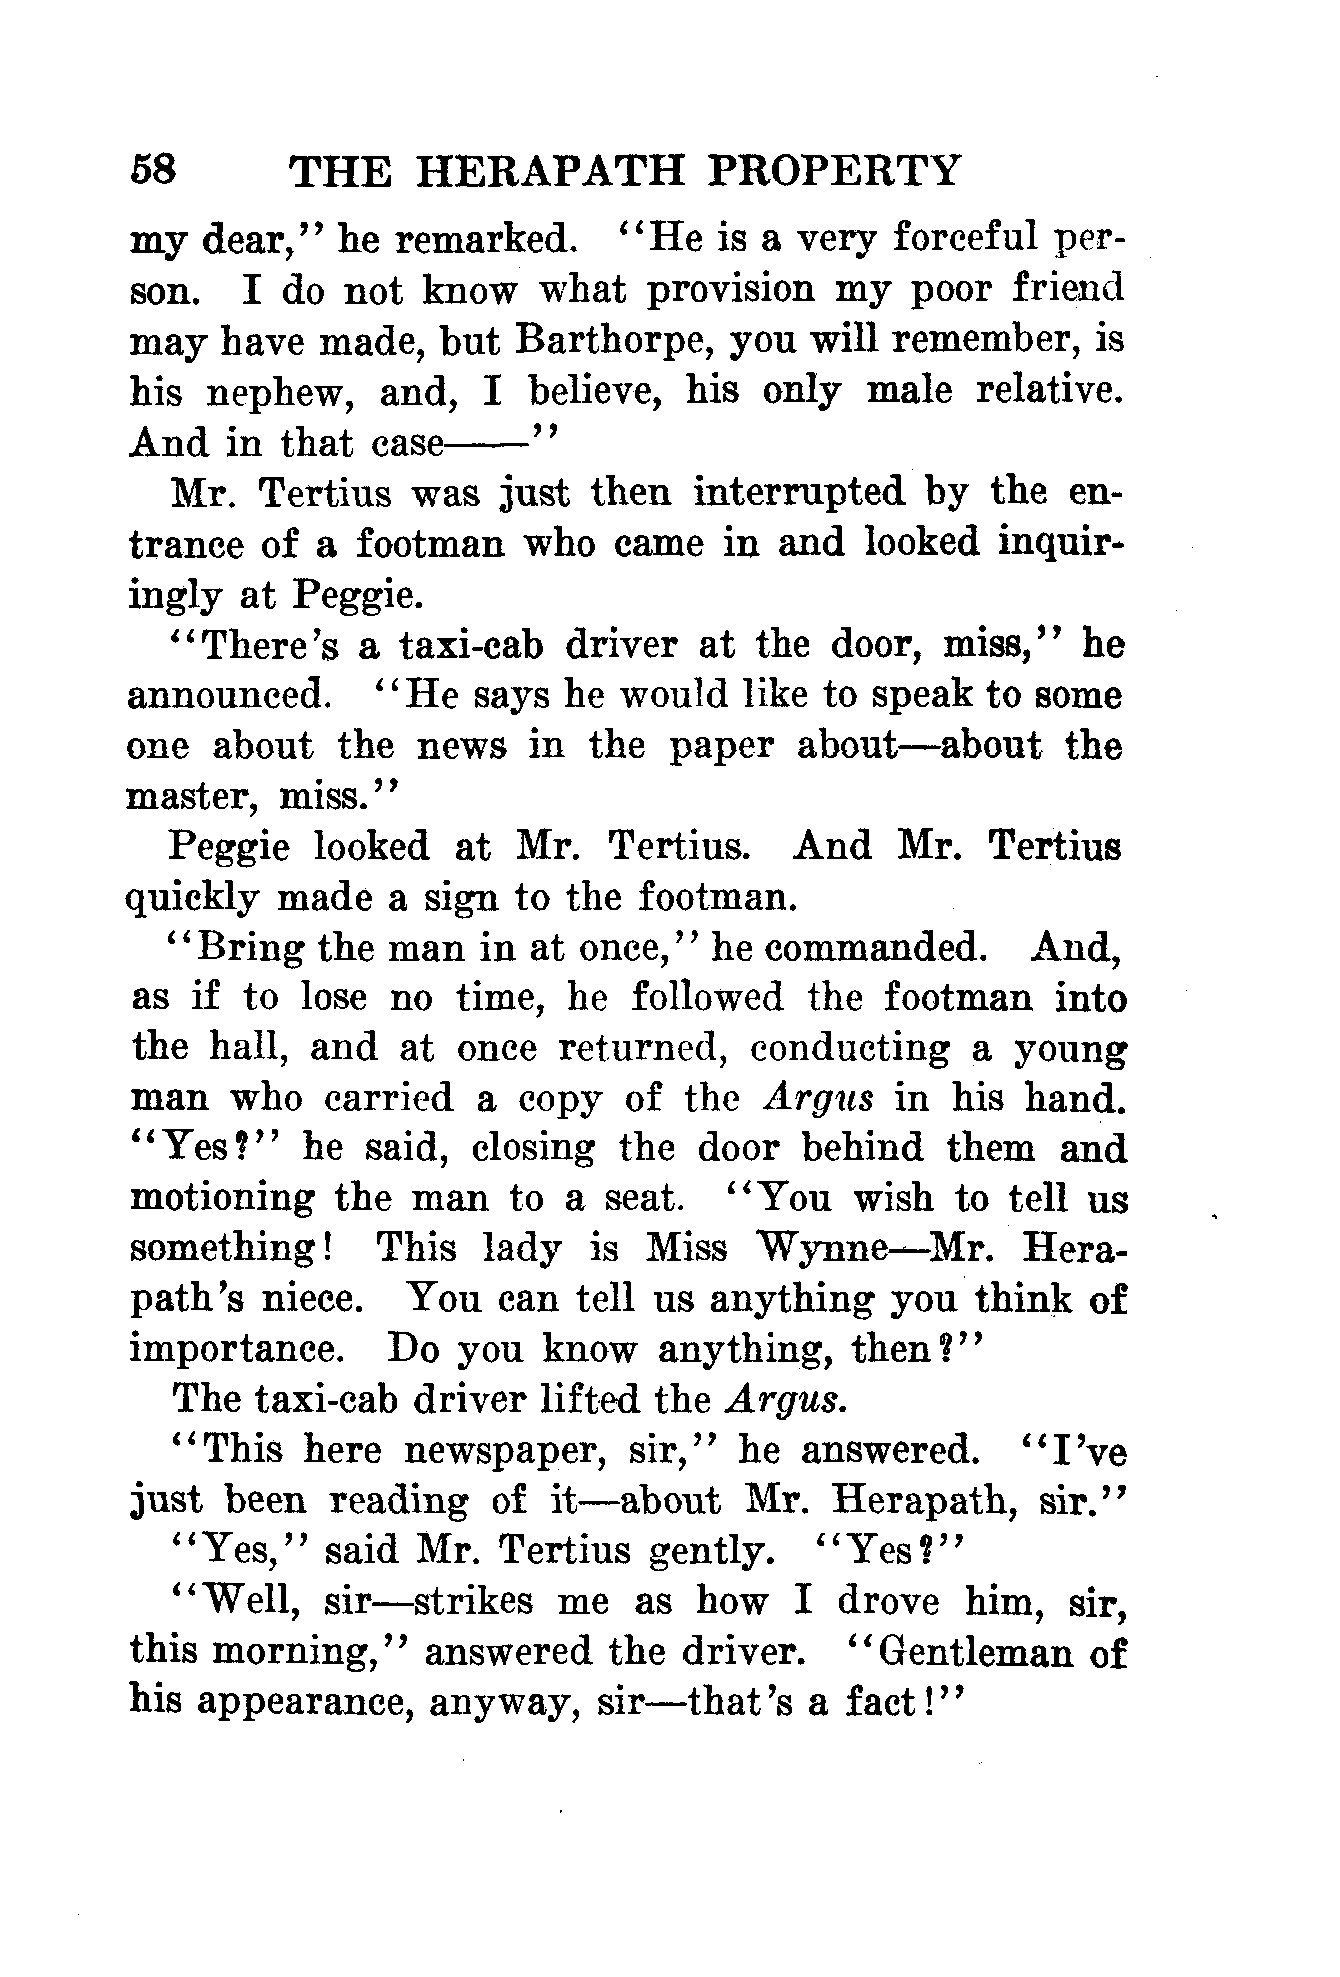 58 THE HERAPATH PROPERTY
my dear,'' he remarked. ``He is a very forceful per-
son. I do not know what provision my poor friend
may have made, but Barthorpe, you will remember, is
his nephew, and, I believe, his only male relative.
And in that case——''
Mr. Tertius was just then interrupted by the en-
trance of a footman who came in and looked inquir-
ingly at Peggie.
"There's a taxi-cab driver at the door, miss," he
announced. "He says he would like to speak to some
one about the news in the paper about—about the
master, miss."
Peggie looked at Mr. Tertius. And Mr. Tertius
quickly made a sign to the footman.
"Bring the man in at once," he commanded. And,
as if to lose no time, he followed the footman into
the hall, and at once returned, conducting a young
man who carried a copy of the Argus in his hand.
"Yes?" he said, closing the door behind them and
motioning the man to a seat. "You wish to tell us
something! This lady is Miss Wynne—Mr. Hera-
path's niece. You can tell us anything you think of
importance. Do you know anything, then?"
The taxi-cab driver lifted the Argus.
"This here newspaper, sir," he answered. "I've
just been reading of it—about Mr. Herapath, sir."
"Yes," said Mr. Tertius gently. "Yes?"
"Well, sir—strikes me as how I drove him, sir,
this morning," answered the driver. "Gentleman of
his appearance, anyway, sir—that's a fact!"